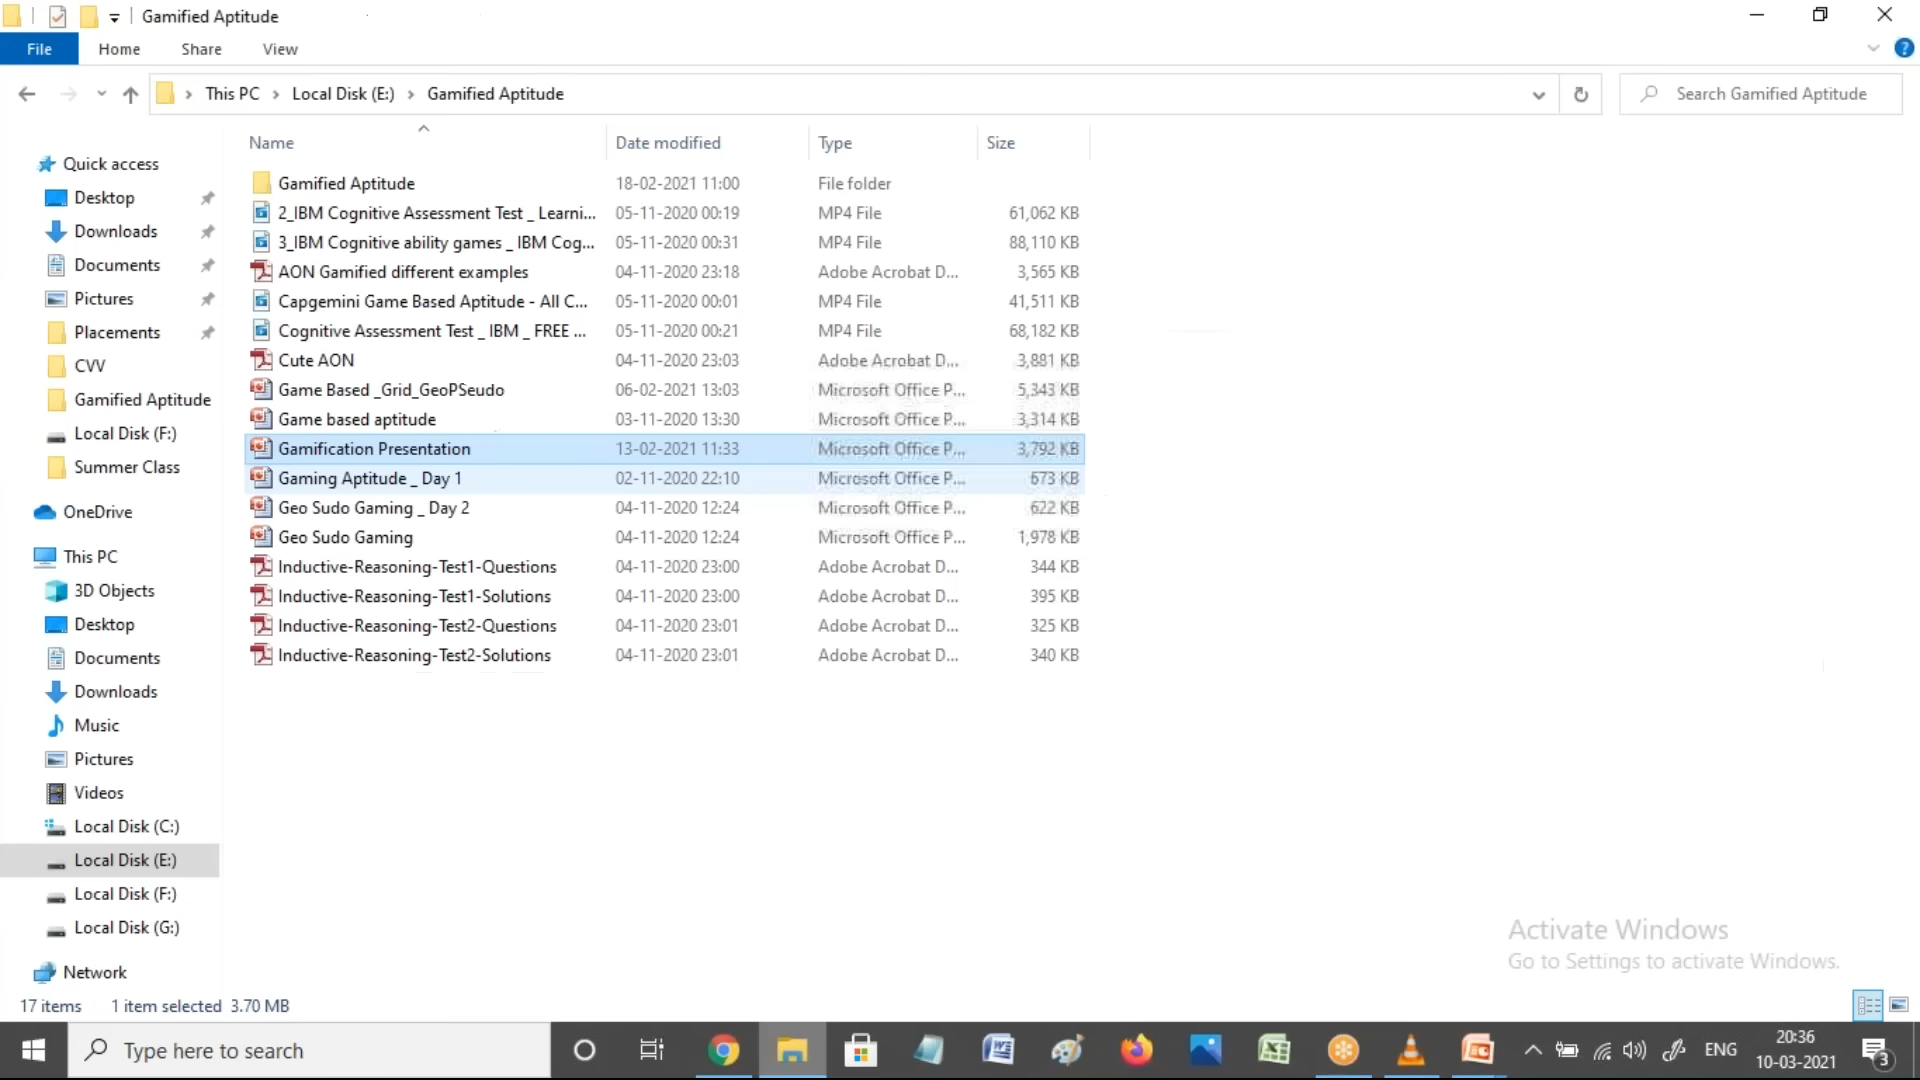 Gamified Aptitude
File Home Share View
This PC Local Disk (E:) Gamified Aptitude
Search Gamified Aptitude
Name Date modified Type Size
Quick access
Desktop
Downloads
Documents
Pictures
Placements
CVV
Gamified Aptitude
Local Disk (F:)
Summer Class
OneDrive
This PC
3D Objects
Desktop
Documents
Downloads
Music
Pictures
Videos
Local Disk (C:)
Local Disk (E:)
Local Disk (F:)
Local Disk (G:)
Network
Gamified Aptitude 18-02-2021 11:00 File folder
2_IBM Cognitive Assessment Test _ Learni... 05-11-2020 00:19 MP4 File 61,062 KB
3_IBM Cognitive ability games _ IBM Cog... 05-11-2020 00:31 MP4 File 88,110 KB
AON Gamified different examples 04-11-2020 23:18 Adobe Acrobat D... 3,565 KB
Capgemini Game Based Aptitude - All C... 05-11-2020 00:01 MP4 File 41,511 KB
Cognitive Assessment Test _ IBM _ FREE ... 05-11-2020 00:21 MP4 File 68,182 KB
Cute AON 04-11-2020 23:03 Adobe Acrobat D... 3,881 KB
Game Based _Grid_GeoPSeudo 06-02-2021 13:03 Microsoft Office P... 5,343 KB
Game based aptitude 03-11-2020 13:30 Microsoft Office P... 3,314 KB
Gamification Presentation 13-02-2021 11:33 Microsoft Office P... 3,792 KB
Gaming Aptitude _ Day 1 02-11-2020 22:10 Microsoft Office P... 673 KB
Geo Sudo Gaming _ Day 2 04-11-2020 12:24 Microsoft Office P... 622 KB
Geo Sudo Gaming 04-11-2020 12:24 Microsoft Office P... 1,978 KB
Inductive-Reasoning-Test1-Questions 04-11-2020 23:00 Adobe Acrobat D... 344 KB
Inductive-Reasoning-Test1-Solutions 04-11-2020 23:00 Adobe Acrobat D... 395 KB
Inductive-Reasoning-Test2-Questions 04-11-2020 23:01 Adobe Acrobat D... 325 KB
Inductive-Reasoning-Test2-Solutions 04-11-2020 23:01 Adobe Acrobat D... 340 KB
Activate Windows
Go to Settings to activate Windows.
17 items 1 item selected 3.70 MB
Type here to search
ENG
20:36
10-03-2021
3